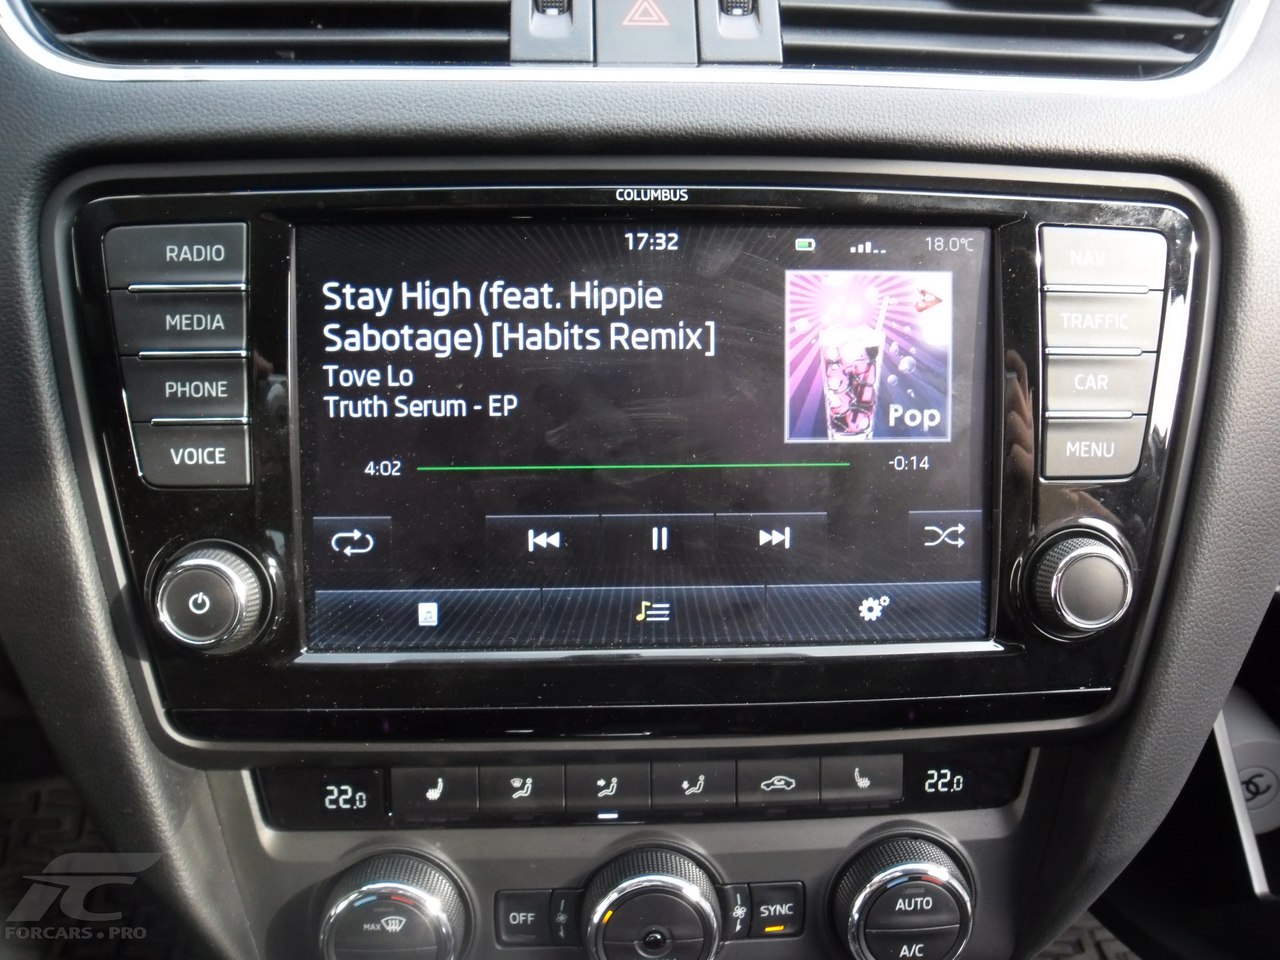 COLUMBUS
RADIO
MEDIA
PHONE
VOICE
17:32
18.0°C
Stay High (feat. Hippie
Sabotage) [Habits Remix]
Tove Lo
Truth Serum - EP
Pop
4:02
-0:14
NAV
TRAFFIC
CAR
MENU
22.0
22.0
MAX
OFF
SYNC
AUTO
A/C
FORCARS.PRO